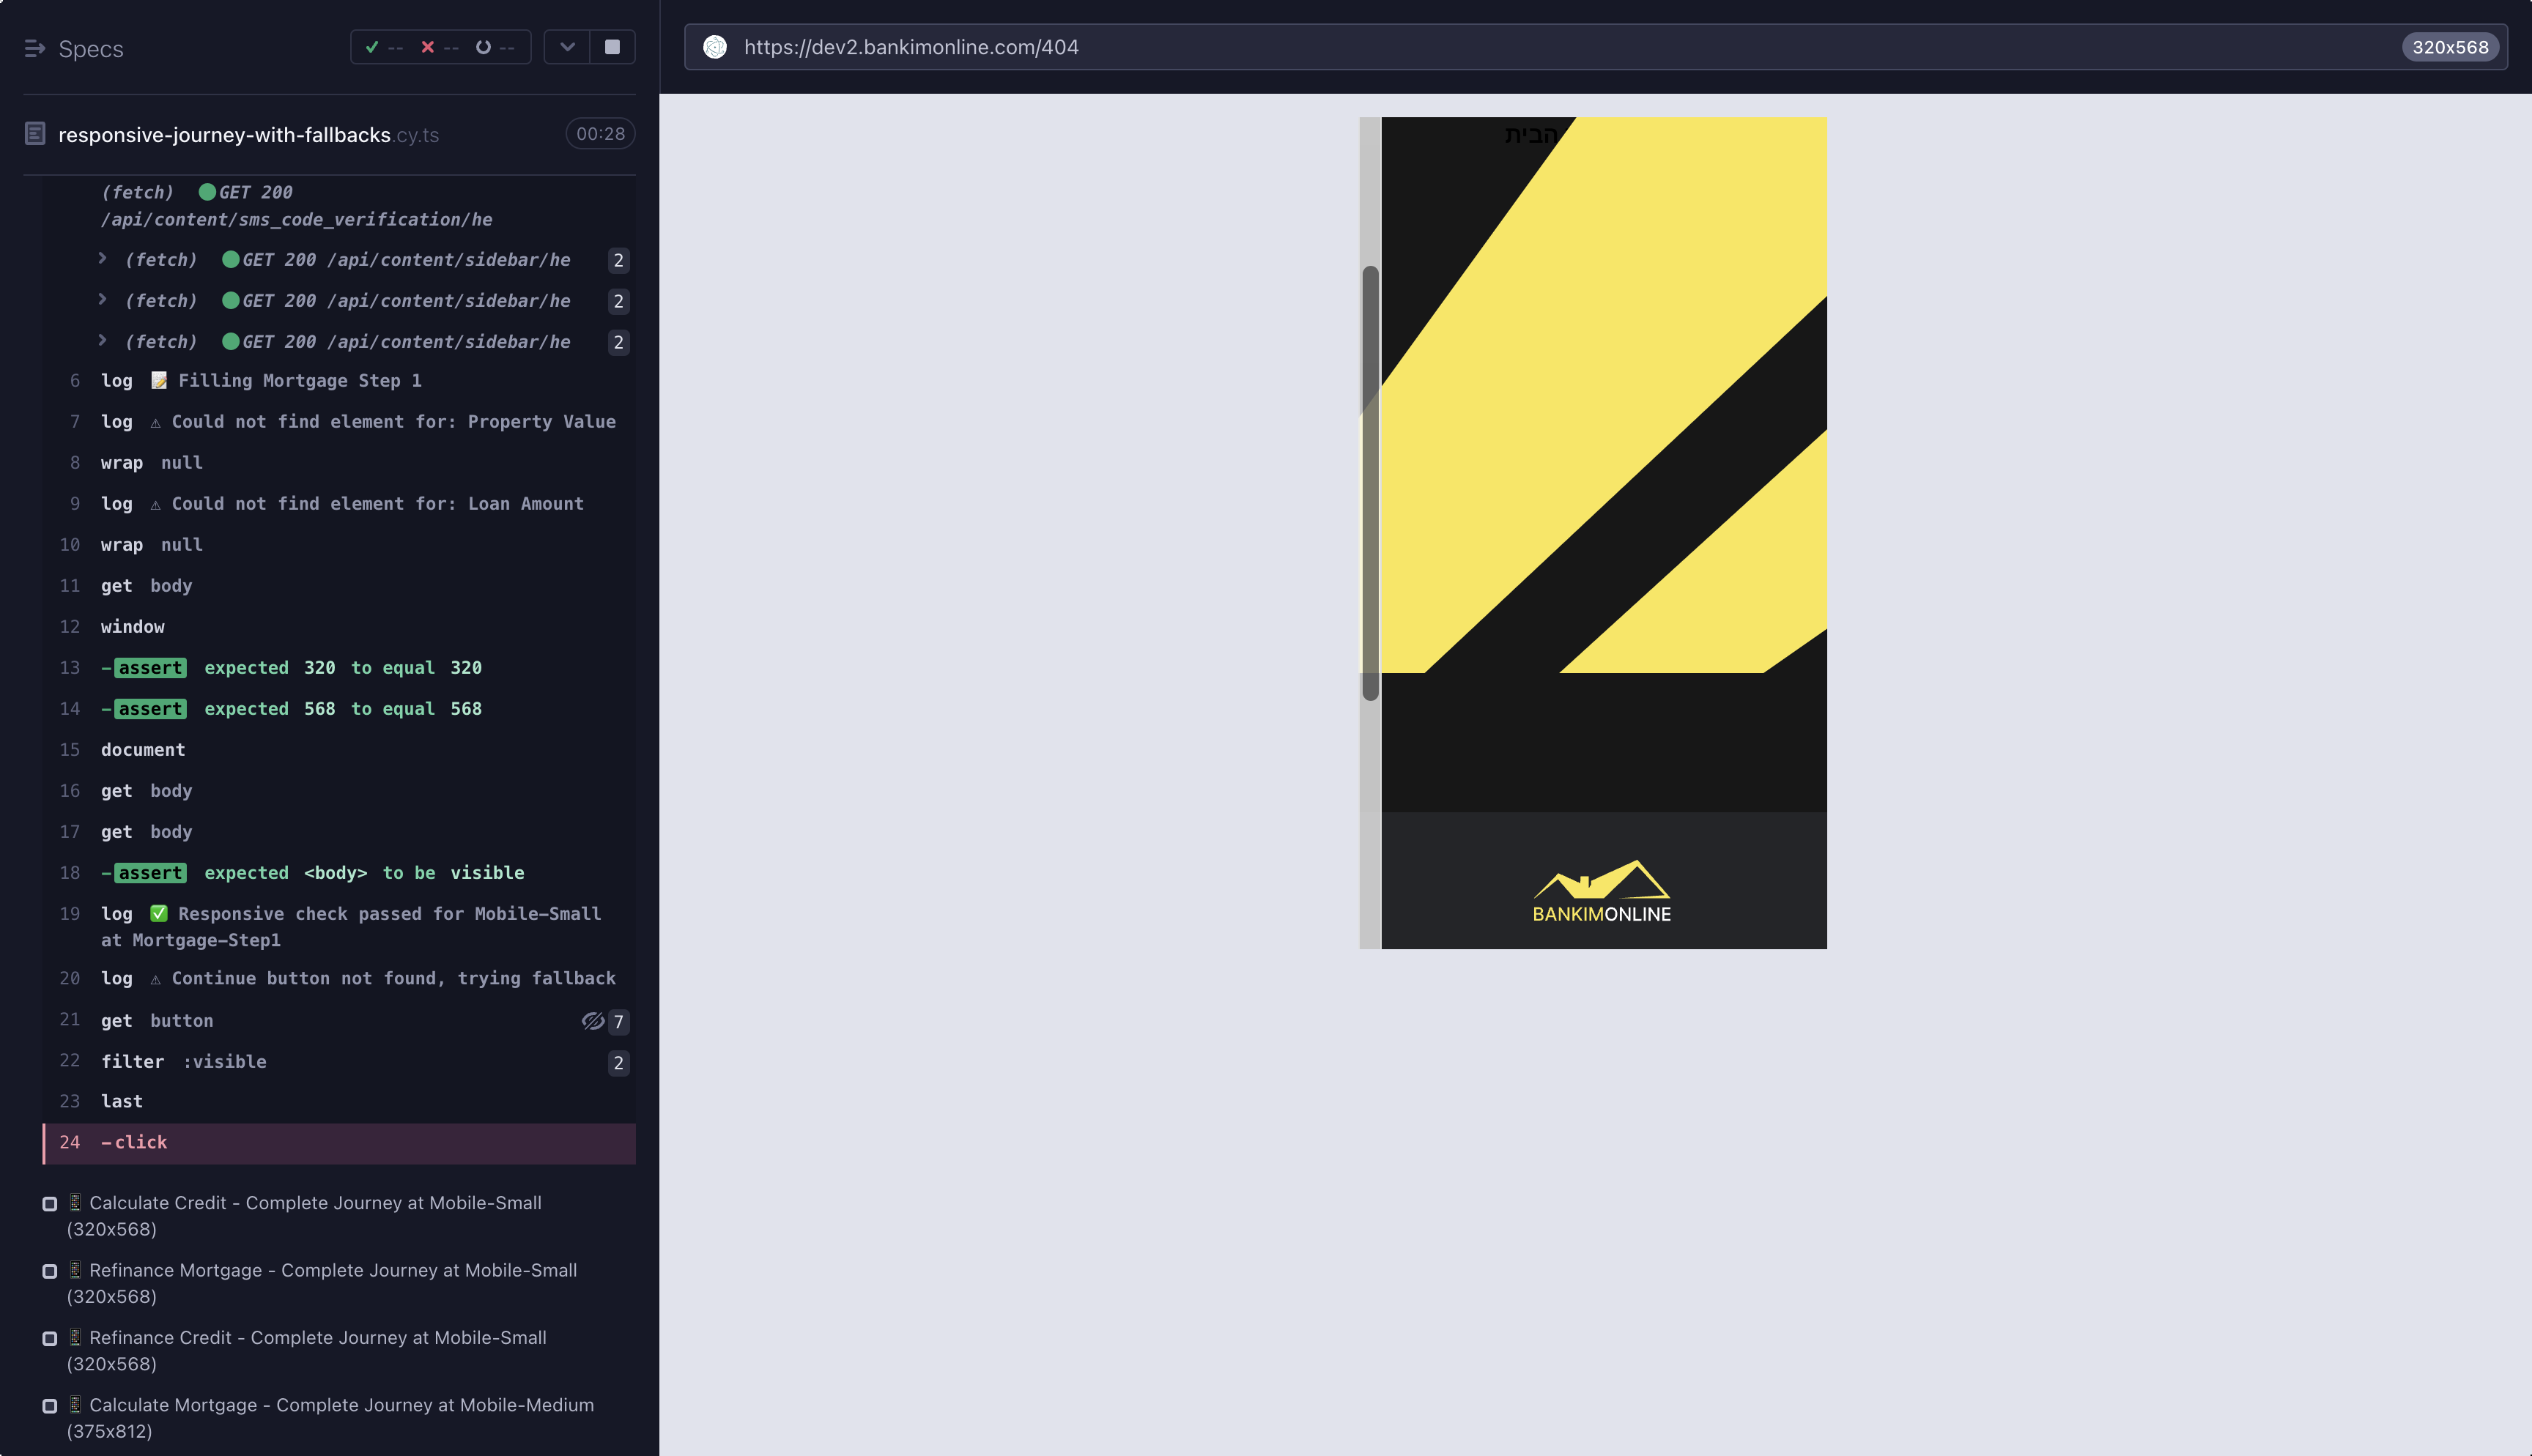 Specs
-- -- --
responsive-journey-with-fallbacks.cy.ts 00:28
(fetch) GET 200
/api/content/sms_code_verification/he
(fetch) GET 200 /api/content/sidebar/he 2
(fetch) GET 200 /api/content/sidebar/he 2
(fetch) GET 200 /api/content/sidebar/he 2
6 log 📝 Filling Mortgage Step 1
7 log ⚠ Could not find element for: Property Value
8 wrap null
9 log ⚠ Could not find element for: Loan Amount
10 wrap null
11 get body
12 window
13 -assert expected 320 to equal 320
14 -assert expected 568 to equal 568
15 document
16 get body
17 get body
18 -assert expected <body> to be visible
19 log ✅ Responsive check passed for Mobile-Small
at Mortgage-Step1
20 log ⚠ Continue button not found, trying fallback
21 get button 7
22 filter :visible 2
23 last
24 -click
📱 Calculate Credit - Complete Journey at Mobile-Small
(320x568)
📱 Refinance Mortgage - Complete Journey at Mobile-Small
(320x568)
📱 Refinance Credit - Complete Journey at Mobile-Small
(320x568)
📱 Calculate Mortgage - Complete Journey at Mobile-Medium
(375x812)
https://dev2.bankimonline.com/404 320x568
הבית
BANKIMONLINE